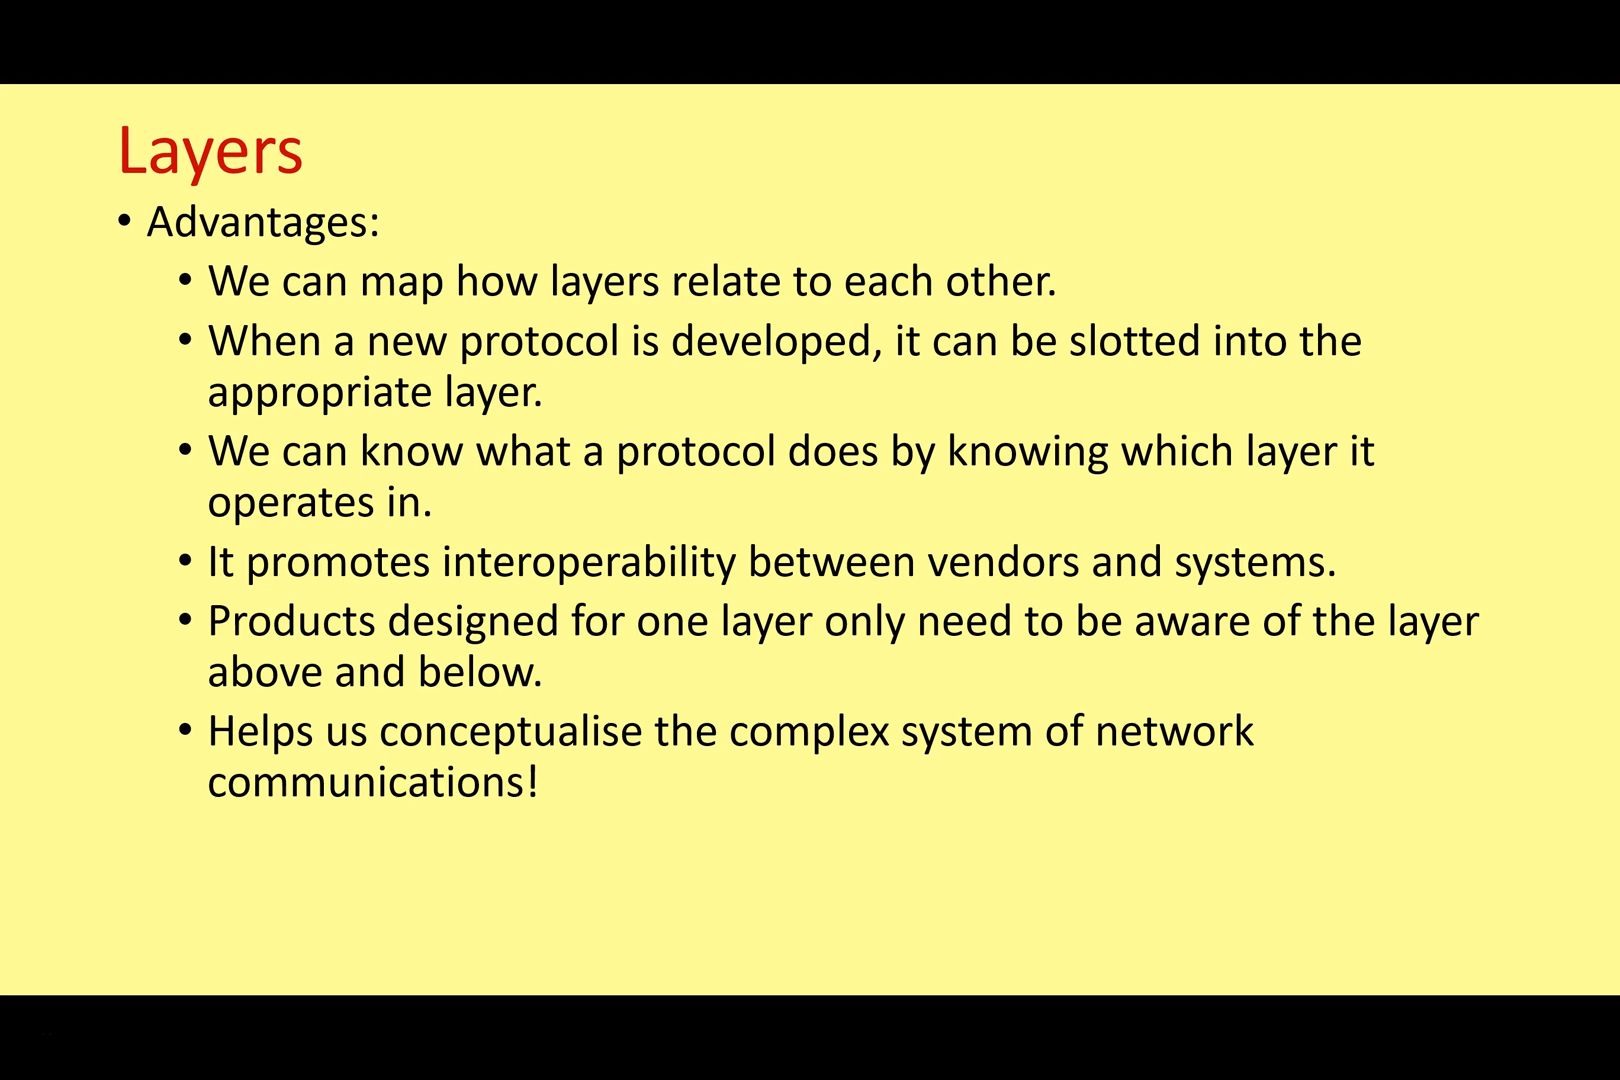 Layers
• Advantages:
• We can map how layers relate to each other.
• When a new protocol is developed, it can be slotted into the
appropriate layer.
• We can know what a protocol does by knowing which layer it
operates in.
• It promotes interoperability between vendors and systems.
• Products designed for one layer only need to be aware of the layer
above and below.
• Helps us conceptualise the complex system of network
communications!